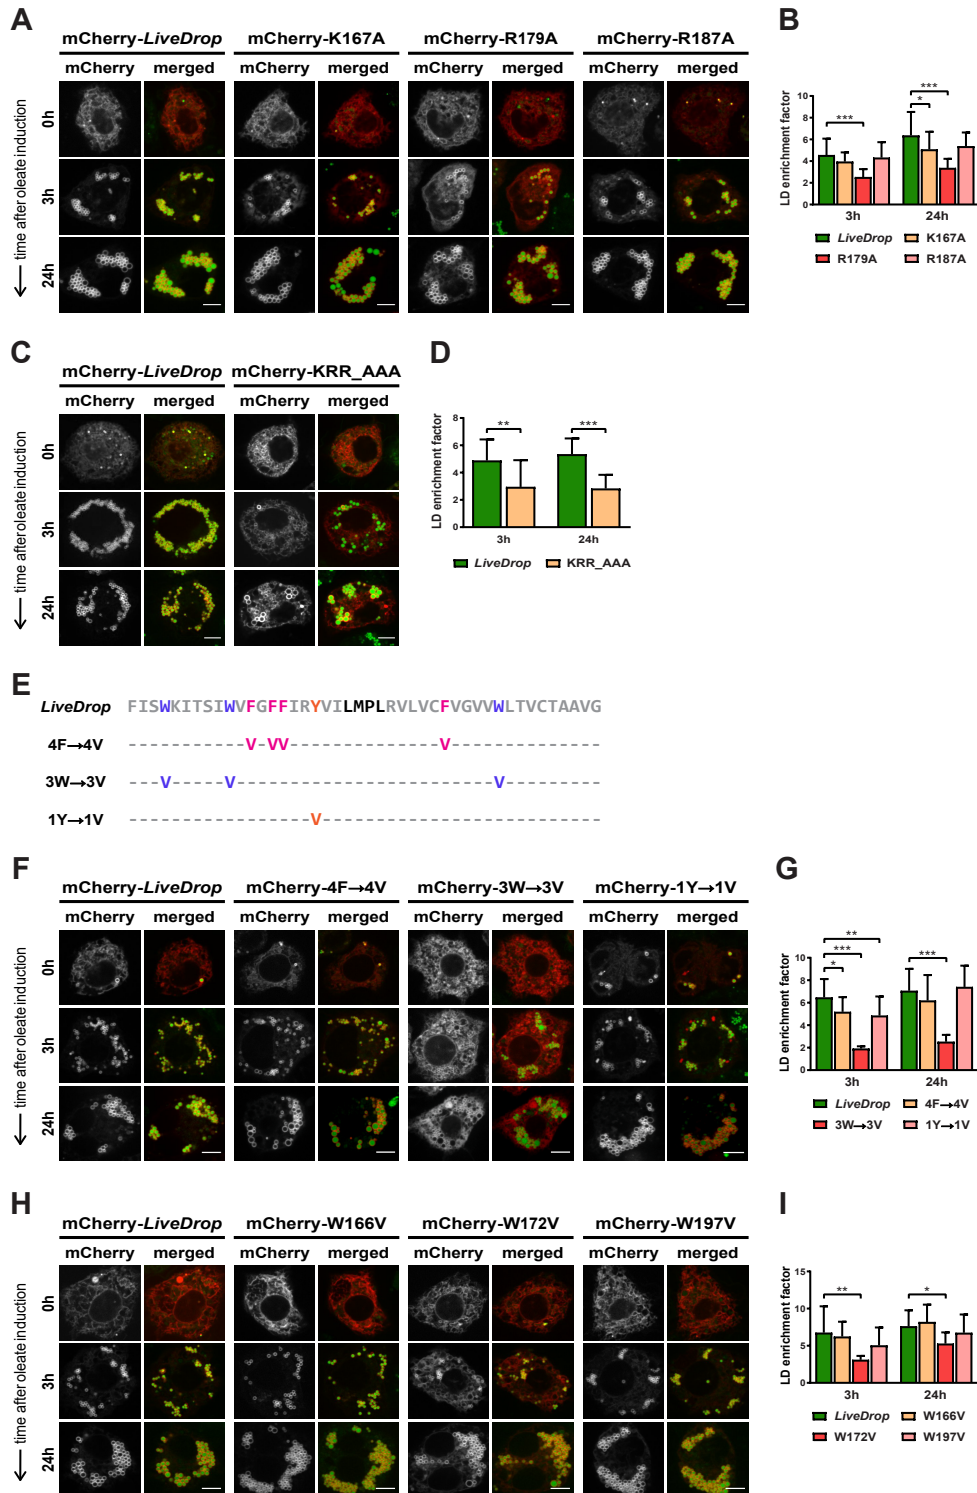 A
mCherry-LiveDrop mCherry-K167A mCherry-R179A mCherry-R187A
mCherry merged mCherry merged mCherry merged mCherry merged
time after oleate induction
0h
3h
24h
B
LD enrichment factor
10
8
6
4
2
0
*** *** *
3h 24h
LiveDrop K167A
R179A R187A
C
mCherry-LiveDrop mCherry-KRR_AAA
mCherry merged mCherry merged
time after oleate induction
0h
3h
24h
D
LD enrichment factor
8
6
4
2
0
** ***
3h 24h
LiveDrop KRR_AAA
E
LiveDrop FISWKITSIWVFGFFIRYVILMPLRVLVCFVGVVWLTVCTAAVG
4F→4V -----------V-VV--------------V--------------
3W→3V ---V-----V------------------------V---------
1Y→1V -----------------V--------------------------
F
mCherry-LiveDrop mCherry-4F→4V mCherry-3W→3V mCherry-1Y→1V
mCherry merged mCherry merged mCherry merged mCherry merged
time after oleate induction
0h
3h
24h
G
LD enrichment factor
10
8
6
4
2
0
** *** * ***
3h 24h
LiveDrop 4F→4V
3W→3V 1Y→1V
H
mCherry-LiveDrop mCherry-W166V mCherry-W172V mCherry-W197V
mCherry merged mCherry merged mCherry merged mCherry merged
time after oleate induction
0h
3h
24h
I
LD enrichment factor
15
10
5
0
** *
3h 24h
LiveDrop W166V
W172V W197V